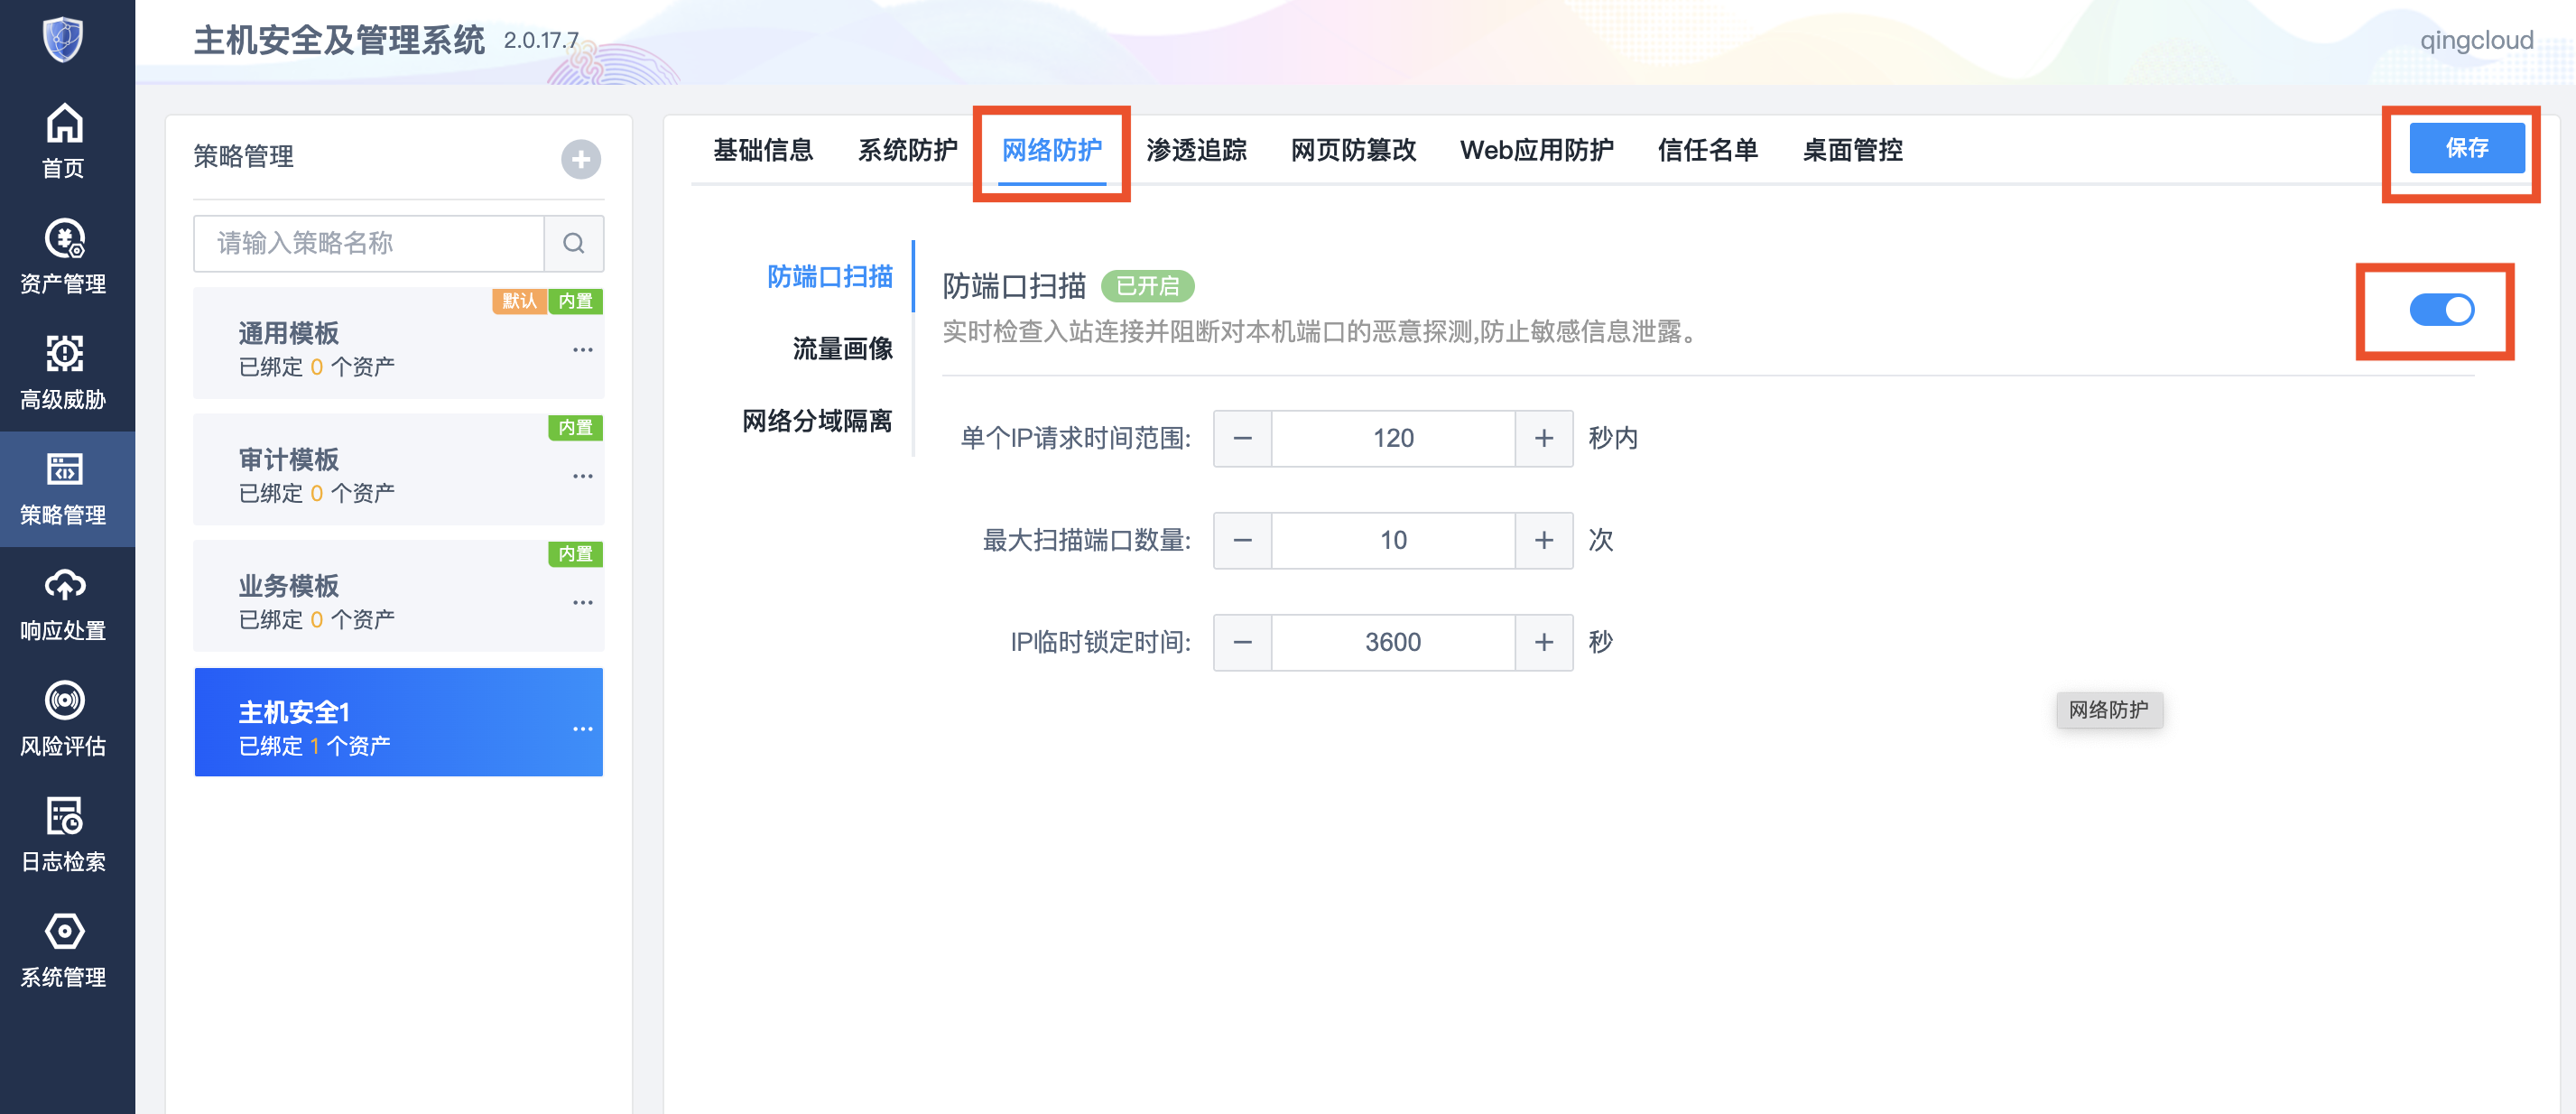 主机安全及管理系统 2.0.17.7
qingcloud
首页
资产管理
高级威胁
策略管理
响应处置
风险评估
日志检索
系统管理
策略管理
请输入策略名称
默认 内置
通用模板
已绑定 0 个资产
内置
审计模板
已绑定 0 个资产
内置
业务模板
已绑定 0 个资产
主机安全1
已绑定 1 个资产
基础信息 系统防护 网络防护 渗透追踪 网页防篡改 Web应用防护 信任名单 桌面管控
保存
防端口扫描
流量画像
网络分域隔离
防端口扫描 已开启
实时检查入站连接并阻断对本机端口的恶意探测,防止敏感信息泄露。
单个IP请求时间范围: 120 秒内
最大扫描端口数量: 10 次
IP临时锁定时间: 3600 秒
网络防护